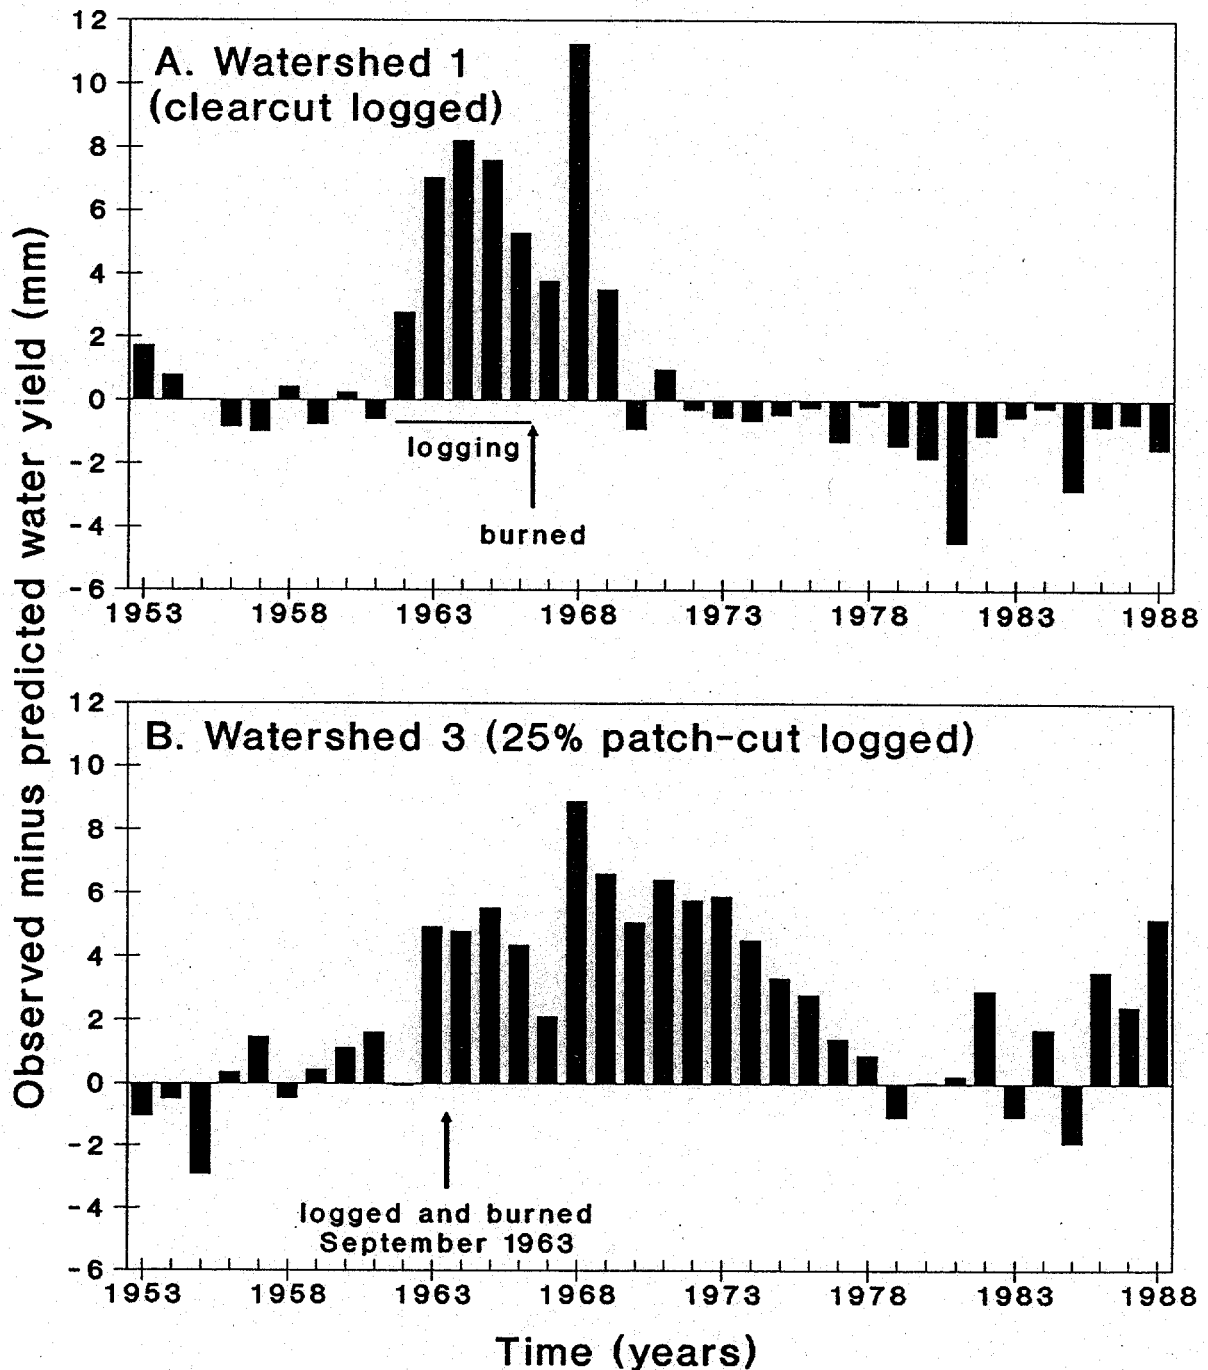 Observed minus predicted water yield (mm)
A. Watershed 1
(clearcut logged)
12
10
8
6
4
2
0
-2
-4
-6
logging
burned
1953 1958 1963 1968 1973 1978 1983 1988
B. Watershed 3 (25% patch-cut logged)
12
10
8
6
4
2
0
-2
-4
-6
logged and burned
September 1963
1953 1958 1963 1968 1973 1978 1983 1988
Time (years)